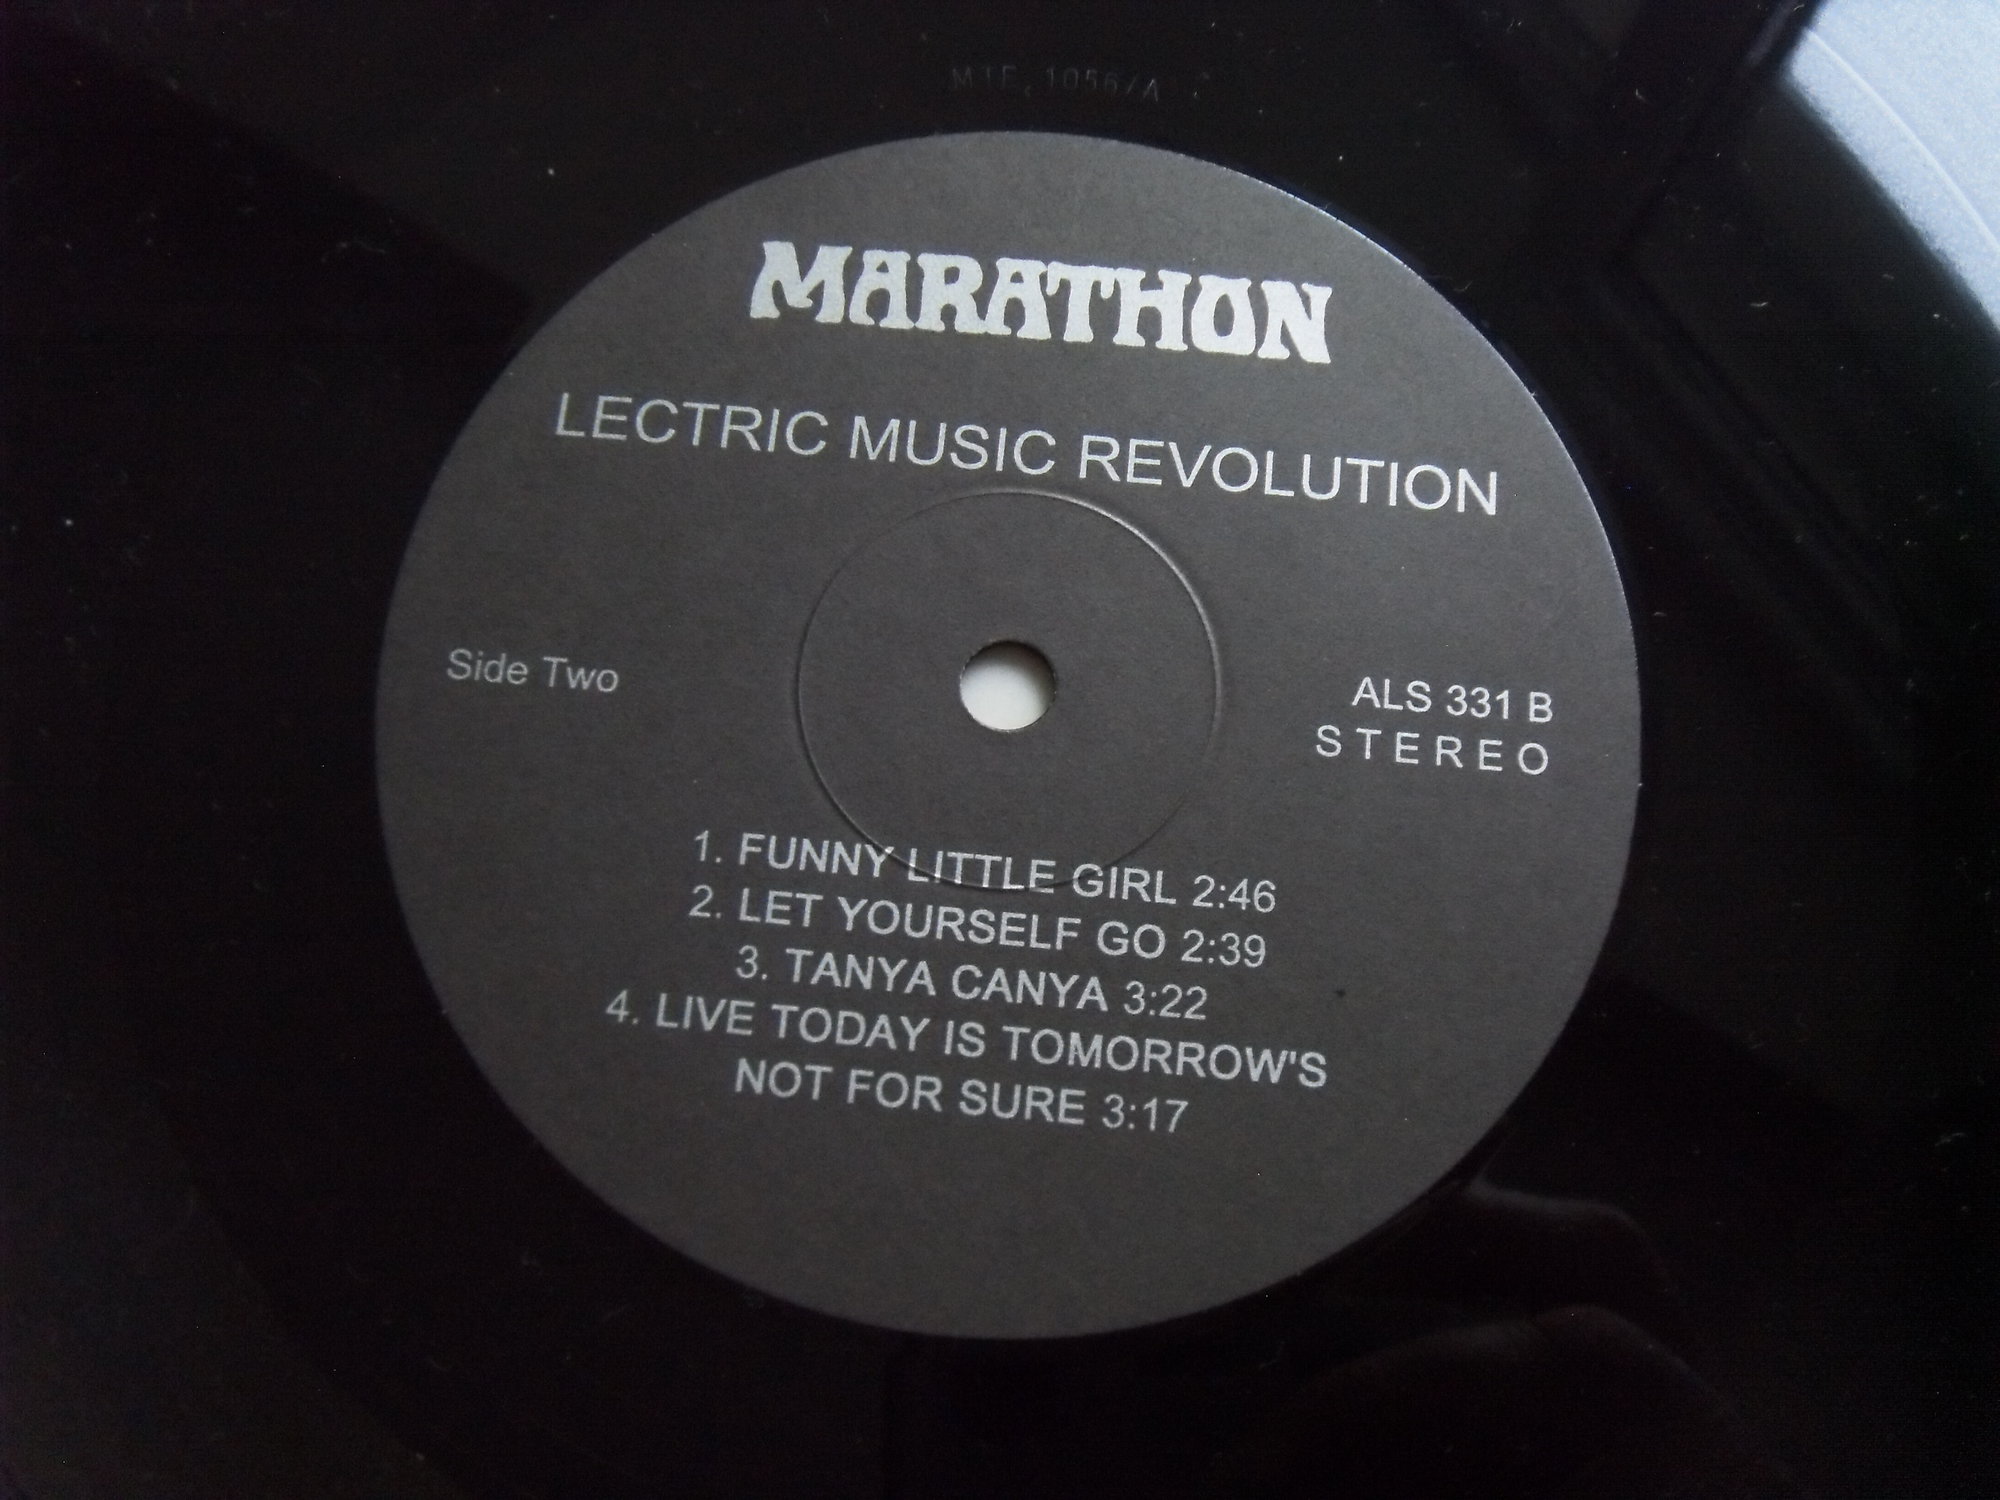 MARATHON
LECTRIC MUSIC REVOLUTION
Side Two
ALS 331 B
STEREO
1. FUNNY LITTLE GIRL 2:46
2. LET YOURSELF GO 2:39
3. TANYA CANYA 3:22
4. LIVE TODAY IS TOMORROW'S
NOT FOR SURE 3:17